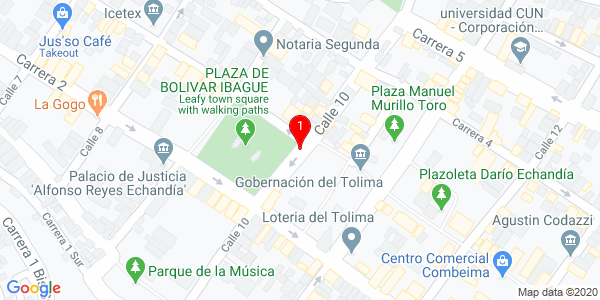 Icetex
Jus'so Café
Takeout
Carrera 2
Calle 7
La Gogo
Calle 8
Palacio de Justicia
'Alfonso Reyes Echandía'
Carrera 1 Sur
Carrera 1 Bis
Google
Notaria Segunda
PLAZA DE
BOLIVAR IBAGUE
Leafy town square
with walking paths
1
Calle 10
Gobernación del Tolima
Calle 10
Loteria del Tolima
Parque de la Música
universidad CUN
- Corporación...
Carrera 5
Plaza Manuel
Murillo Toro
Carrera 4
Calle 12
Plazoleta Darío Echandía
Agustin Codazzi
Centro Comercial
Combeima
Map data ©2020